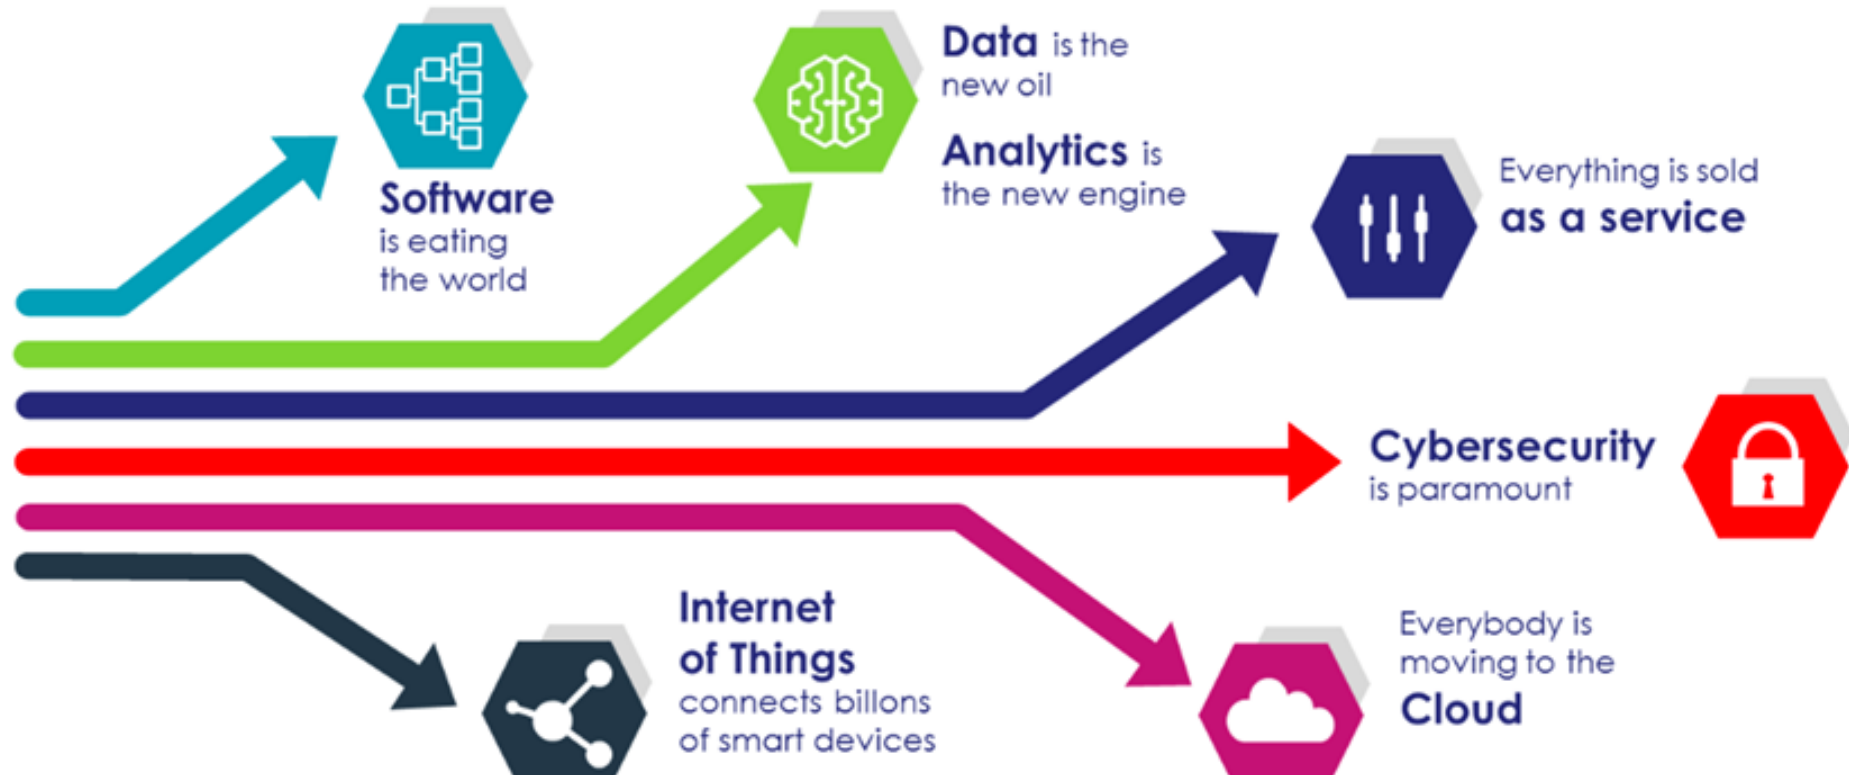 Software
is eating
the world
Data is the
new oil
Analytics is
the new engine
Everything is sold
as a service
Cybersecurity
is paramount
Internet
of Things
connects billons
of smart devices
Everybody is
moving to the
Cloud